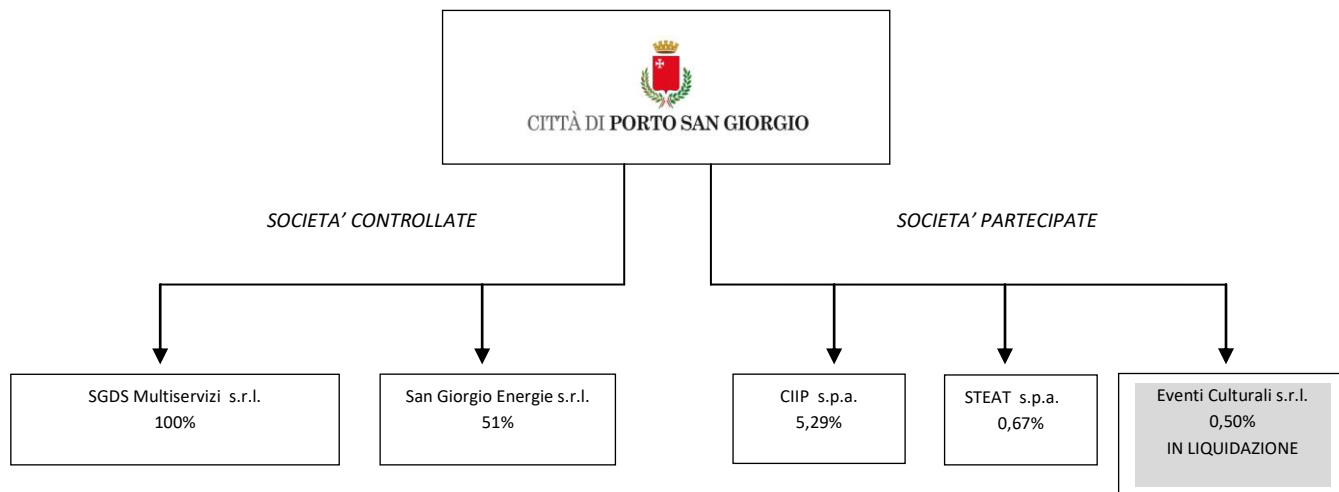 CITTÀ DI PORTO SAN GIORGIO
SOCIETA’ CONTROLLATE
SOCIETA’ PARTECIPATE
SGDS Multiservizi s.r.l.
100%
San Giorgio Energie s.r.l.
51%
CIIP s.p.a.
5,29%
STEAT s.p.a.
0,67%
Eventi Culturali s.r.l.
0,50%
IN LIQUIDAZIONE